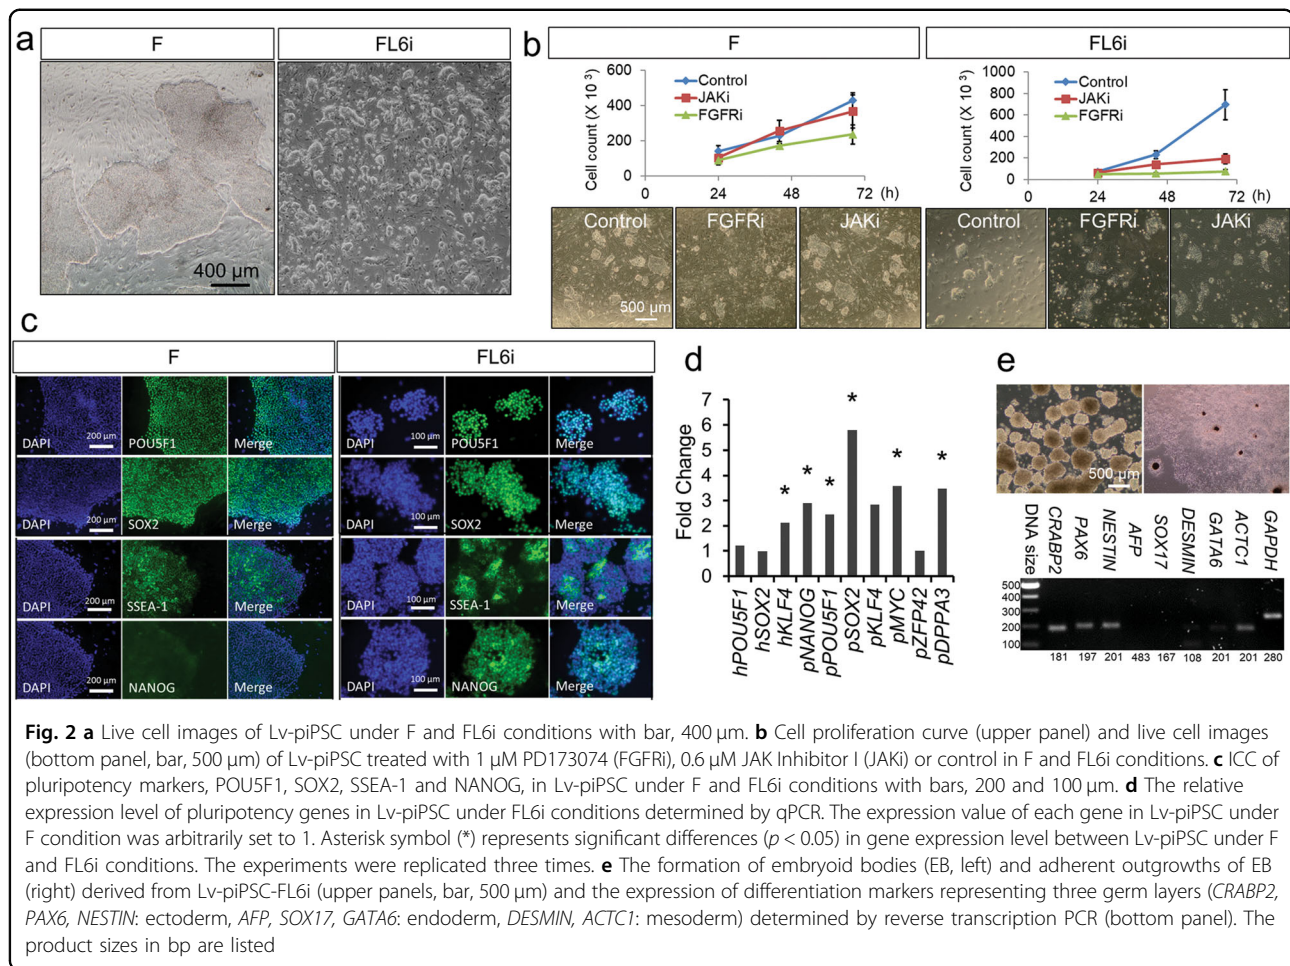 a
F
FL6i
400 µm
b
F
FL6i
Cell count (X 10 3)
600
400
200
0
0 24 48 72 (h)
Control
JAKi
FGFRi
Cell count (X 10 3)
1000
800
600
400
200
0
0 24 48 72 (h)
Control
JAKi
FGFRi
Control FGFRi JAKi
500 µm
Control FGFRi JAKi
c
F
FL6i
DAPI 200 µm POU5F1 Merge
DAPI 200 µm SOX2 Merge
DAPI 200 µm SSEA-1 Merge
DAPI 200 µm NANOG Merge
DAPI 100 µm POU5F1 Merge
DAPI 100 µm SOX2 Merge
DAPI 100 µm SSEA-1 Merge
DAPI 100 µm NANOG Merge
d
Fold Change
7
6
5
4
3
2
1
0
* * * * * *
hPOU5F1
hSOX2
hKLF4
pNANOG
pPOU5F1
pSOX2
pKLF4
pMYC
pZFP42
pDPPA3
e
500 µm
DNA size
CRABP2
PAX6
NESTIN
AFP
SOX17
DESMIN
GATA6
ACTC1
GAPDH
500
400
300
200
100
181 197 201 483 167 108 201 201 280
Fig. 2 a Live cell images of Lv-piPSC under F and FL6i conditions with bar, 400 µm. b Cell proliferation curve (upper panel) and live cell images
(bottom panel, bar, 500 µm) of Lv-piPSC treated with 1 µM PD173074 (FGFRi), 0.6 µM JAK Inhibitor I (JAKi) or control in F and FL6i conditions. c ICC of
pluripotency markers, POU5F1, SOX2, SSEA-1 and NANOG, in Lv-piPSC under F and FL6i conditions with bars, 200 and 100 µm. d The relative
expression level of pluripotency genes in Lv-piPSC under FL6i conditions determined by qPCR. The expression value of each gene in Lv-piPSC under
F condition was arbitrarily set to 1. Asterisk symbol (*) represents significant differences (p < 0.05) in gene expression level between Lv-piPSC under F
and FL6i conditions. The experiments were replicated three times. e The formation of embryoid bodies (EB, left) and adherent outgrowths of EB
(right) derived from Lv-piPSC-FL6i (upper panels, bar, 500 µm) and the expression of differentiation markers representing three germ layers (CRABP2,
PAX6, NESTIN: ectoderm, AFP, SOX17, GATA6: endoderm, DESMIN, ACTC1: mesoderm) determined by reverse transcription PCR (bottom panel). The
product sizes in bp are listed